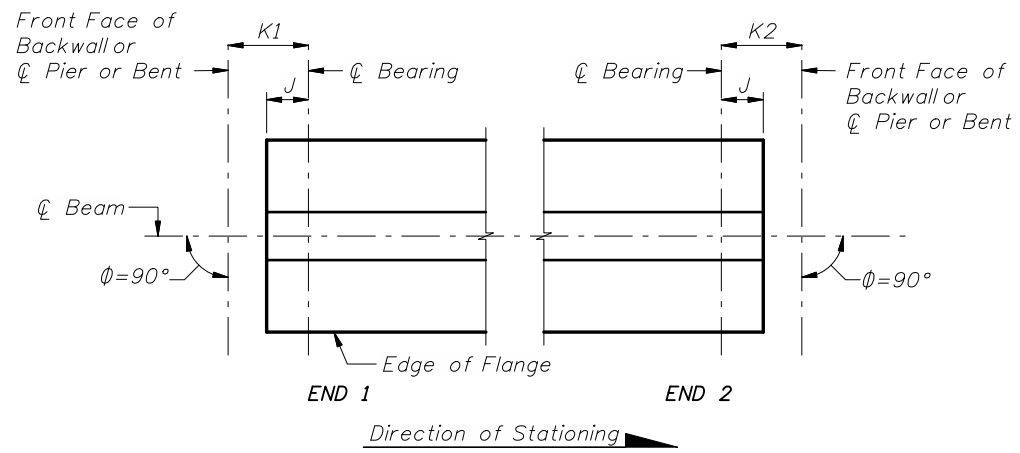 Front Face of
Backwall or
℄ Pier or Bent
K1
℄ Bearing
J
K2
℄ Bearing
J
Front Face of
Backwall or
℄ Pier or Bent
℄ Beam
Φ=90°
Φ=90°
Edge of Flange
END 1
END 2
Direction of Stationing